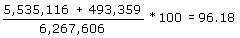 5,535,116 + 493,359
6,267,606
* 100 = 96.18